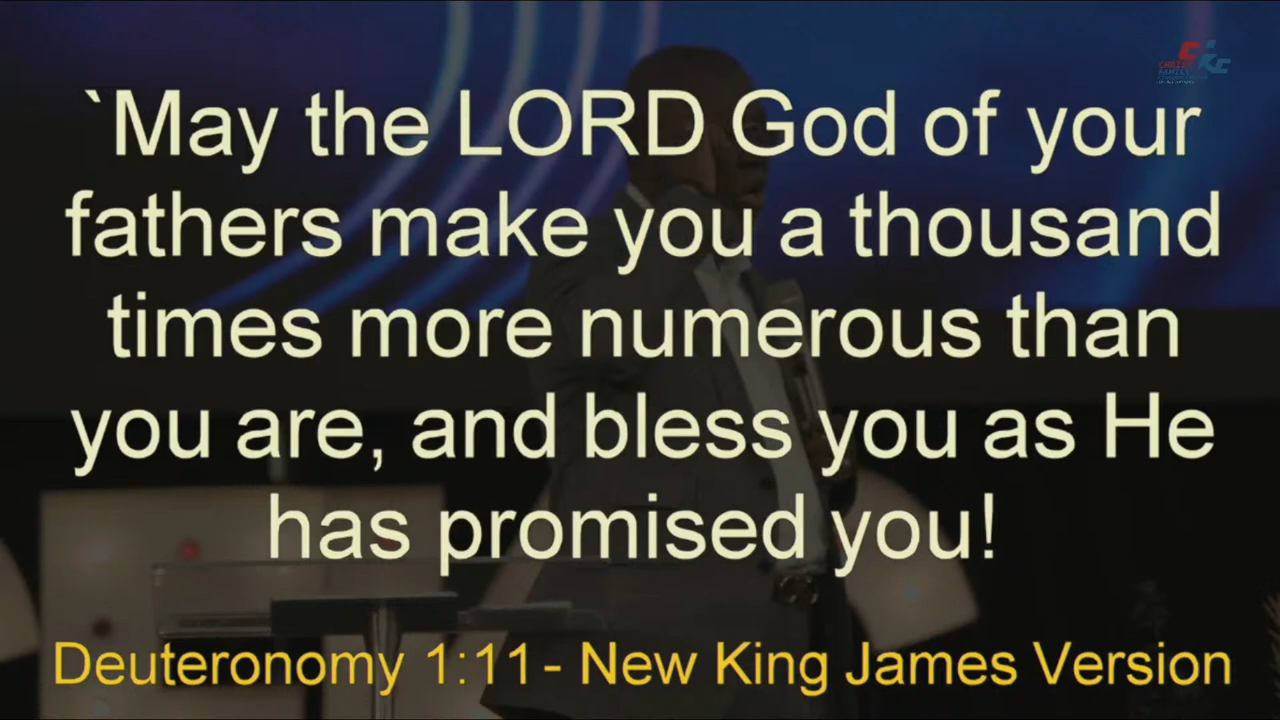 `May the LORD God of your
fathers make you a thousand
times more numerous than
you are, and bless you as He
has promised you!
Deuteronomy 1:11- New King James Version